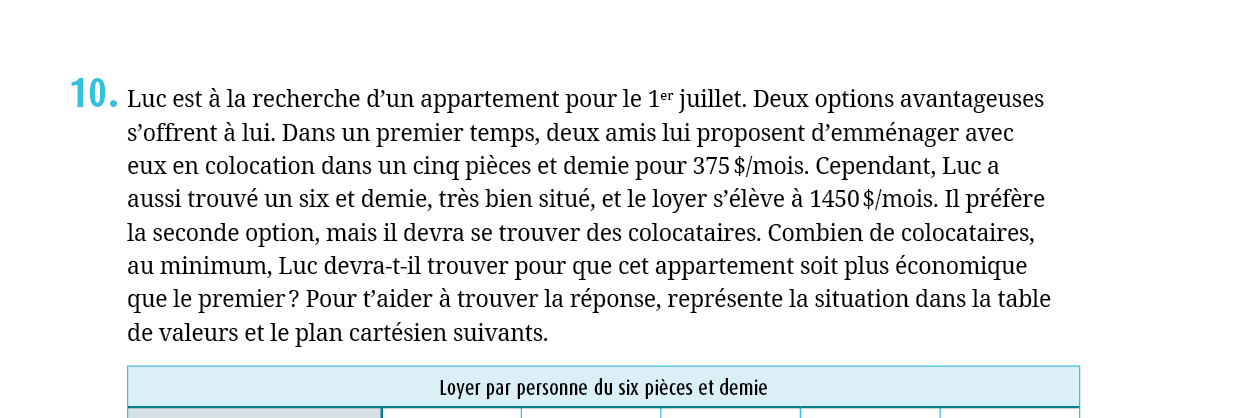 10. Luc est à la recherche d’un appartement pour le 1er juillet. Deux options avantageuses
s’offrent à lui. Dans un premier temps, deux amis lui proposent d’emménager avec
eux en colocation dans un cinq pièces et demie pour 375 $/mois. Cependant, Luc a
aussi trouvé un six et demie, très bien situé, et le loyer s’élève à 1450 $/mois. Il préfère
la seconde option, mais il devra se trouver des colocataires. Combien de colocataires,
au minimum, Luc devra-t-il trouver pour que cet appartement soit plus économique
que le premier ? Pour t’aider à trouver la réponse, représente la situation dans la table
de valeurs et le plan cartésien suivants.
Loyer par personne du six pièces et demie